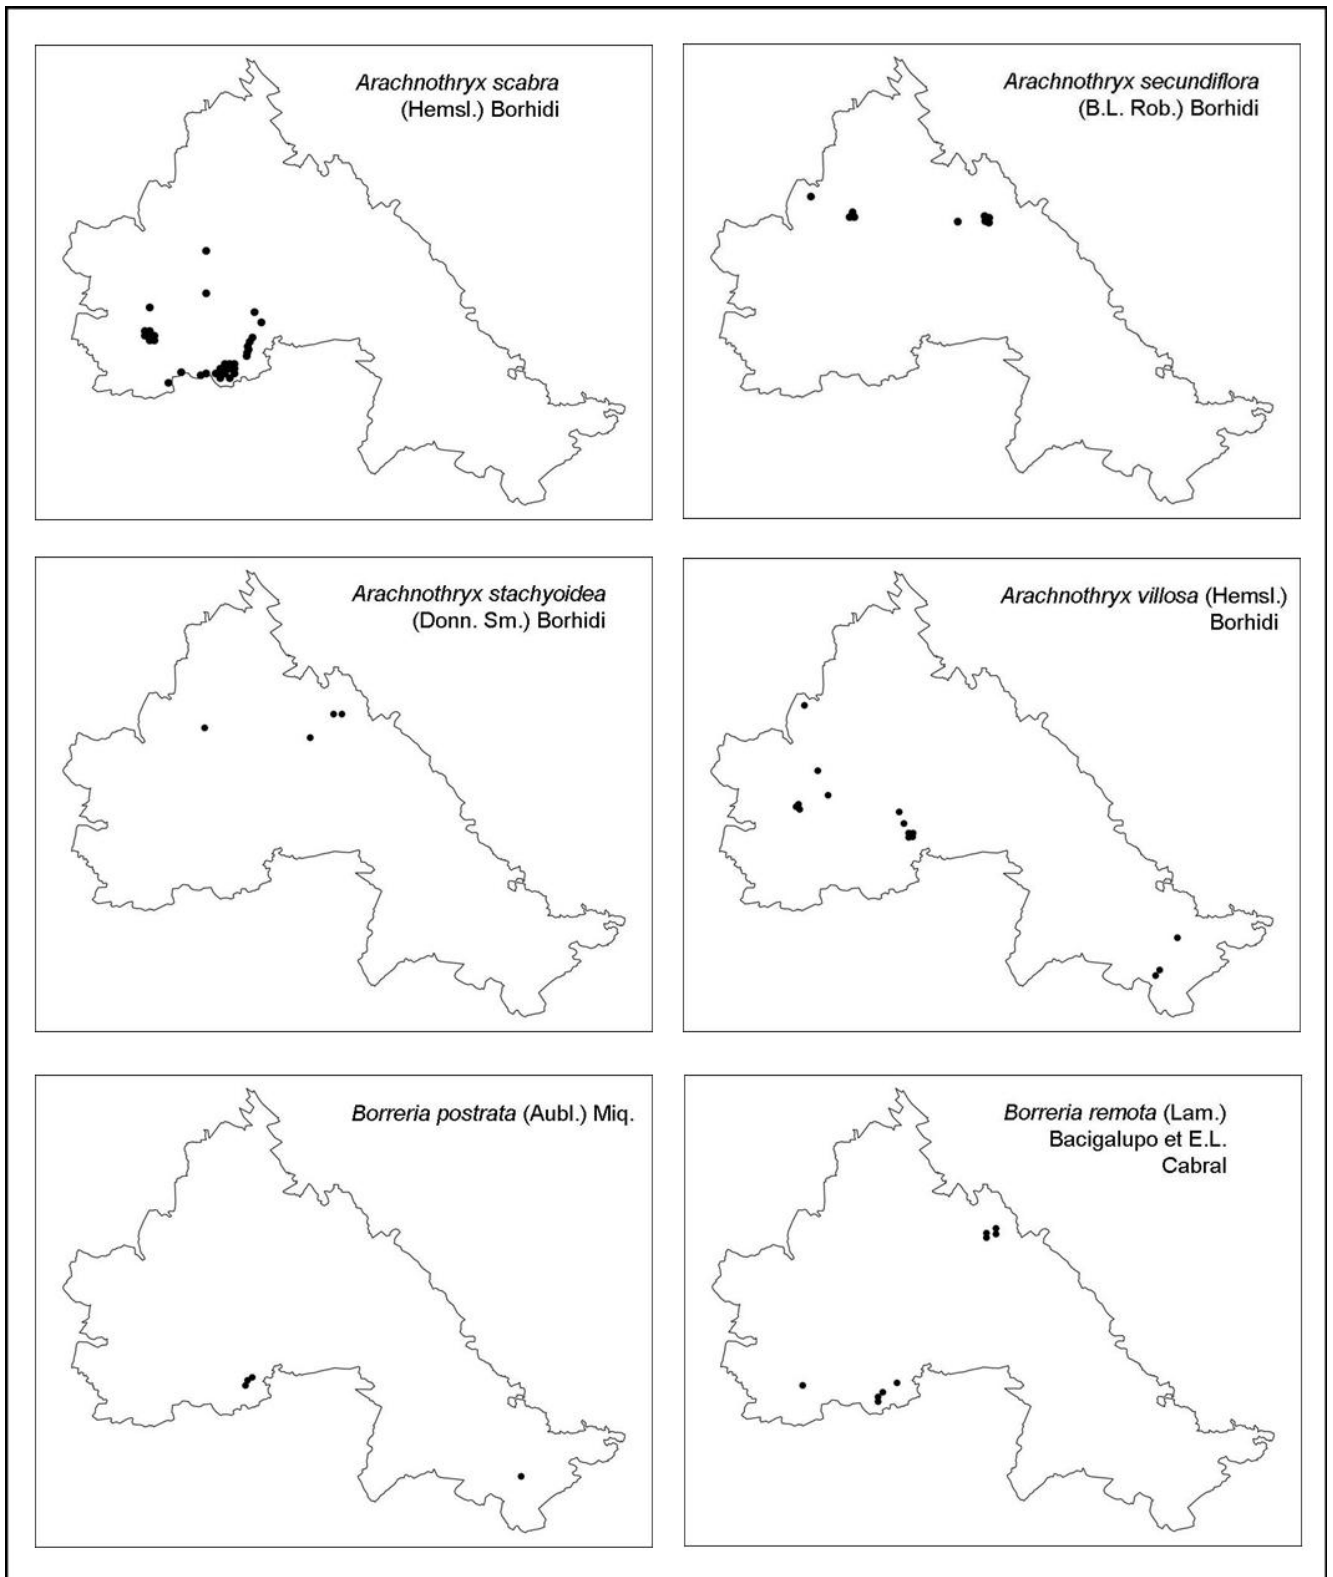 Arachnothryx scabra
(Hemsl.) Borhidi
Arachnothryx secundiflora
(B.L. Rob.) Borhidi
Arachnothryx stachyoidea
(Donn. Sm.) Borhidi
Arachnothryx villosa (Hemsl.)
Borhidi
Borreria postrata (Aubl.) Miq.
Borreria remota (Lam.)
Bacigalupo et E.L.
Cabral